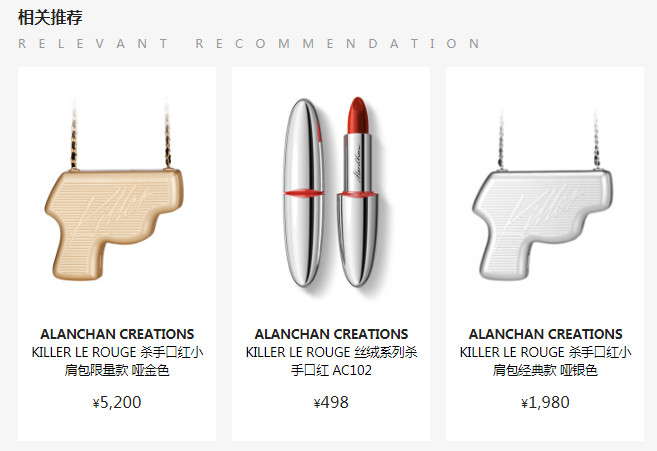 相关推荐
RELEVANT RECOMMENDATION
Killer
Killer
ALANCHAN CREATIONS
KILLER LE ROUGE 杀手口红小
肩包限量款 哑金色
¥5,200
ALANCHAN CREATIONS
KILLER LE ROUGE 丝绒系列杀
手口红 AC102
¥498
ALANCHAN CREATIONS
KILLER LE ROUGE 杀手口红小
肩包经典款 哑银色
¥1,980